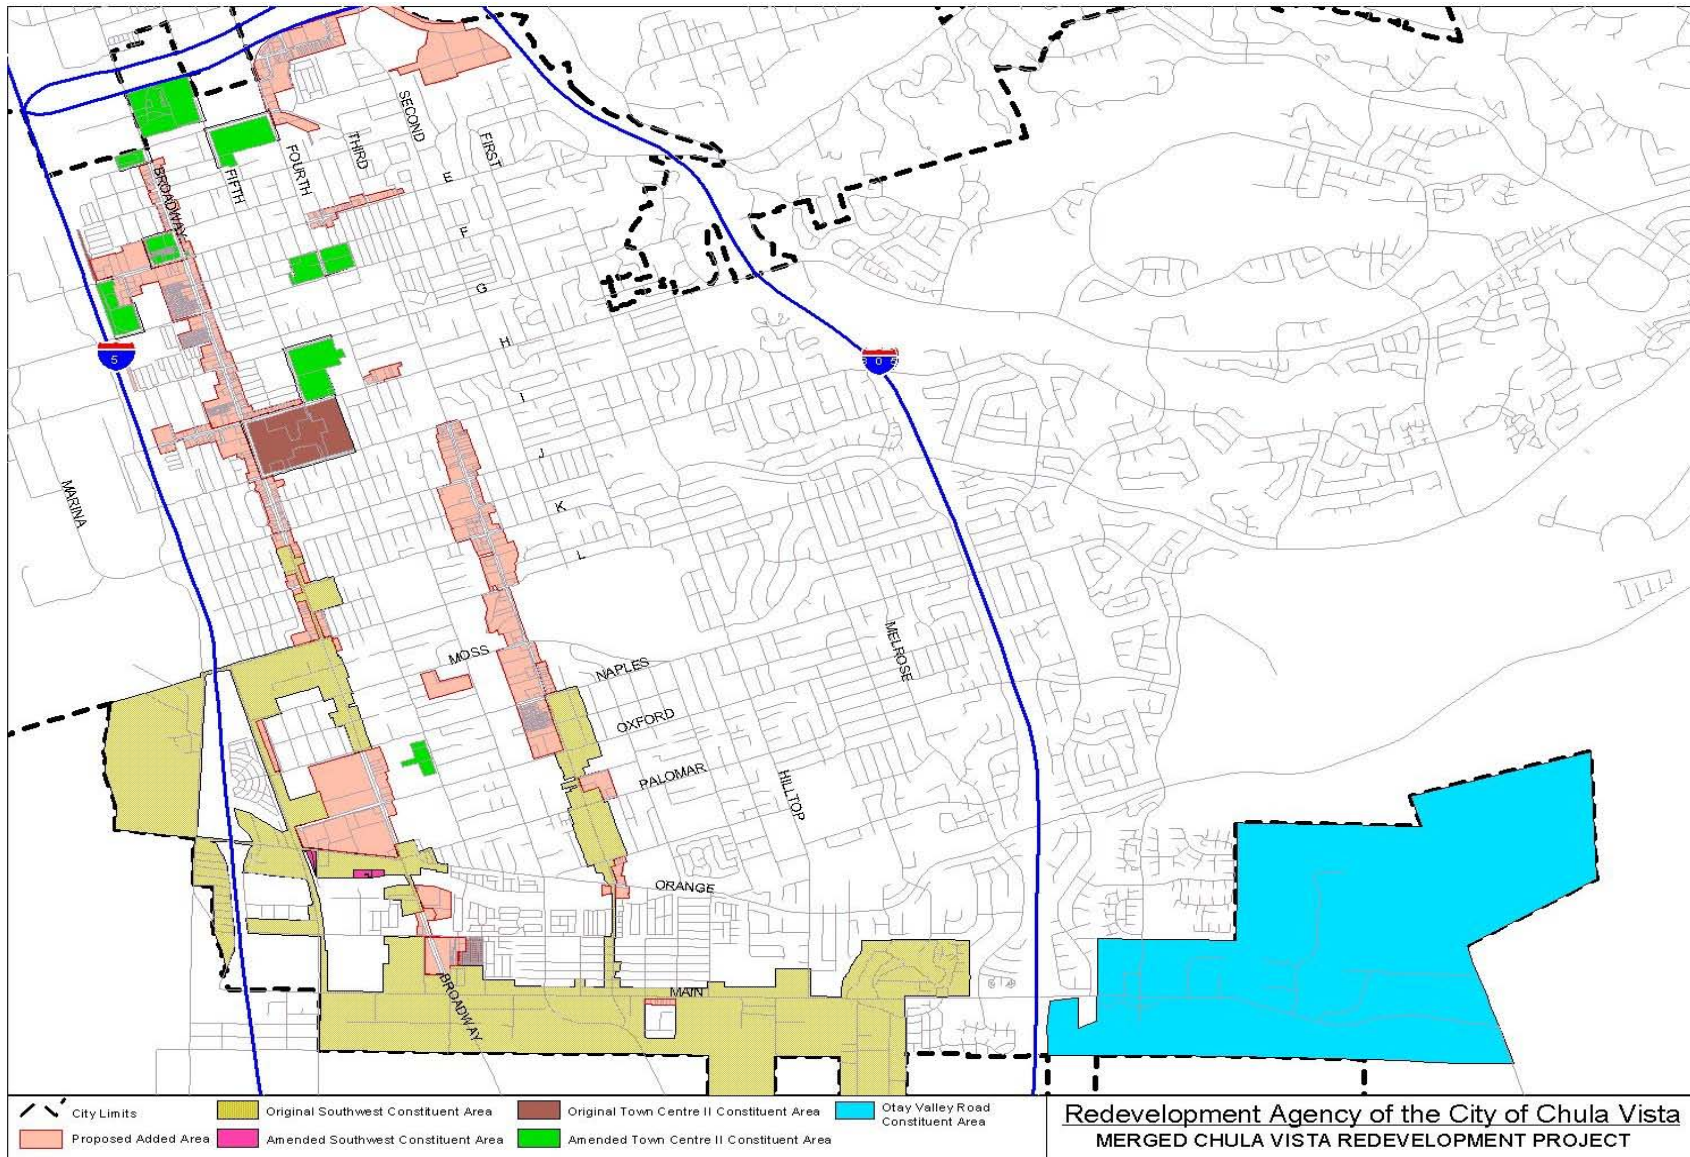 SECOND
FIRST
THIRD
FOURTH
FIFTH
BROADWAY
E
F
G
H
I
J
K
L
5
805
MARINA
MOSS
NAPLES
MELROSE
OXFORD
PALOMAR
HILLTOP
ORANGE
MAIN
BROADWAY
City Limits
Proposed Added Area
Original Southwest Constituent Area
Amended Southwest Constituent Area
Original Town Centre II Constituent Area
Amended Town Centre II Constituent Area
Otay Valley Road
Constituent Area
Redevelopment Agency of the City of Chula Vista
MERGED CHULA VISTA REDEVELOPMENT PROJECT